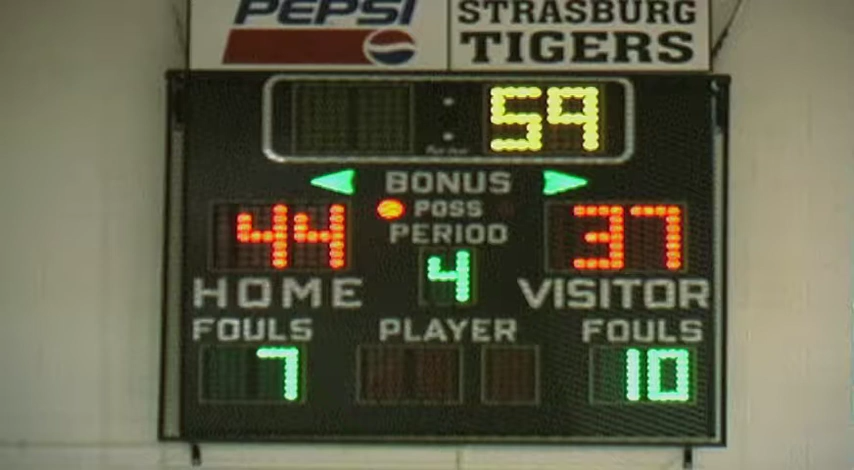 PEPSI
STRASBURG
TIGERS
: 59
BONUS
44 POSS 37
PERIOD
4
HOME VISITOR
FOULS PLAYER FOULS
7 10